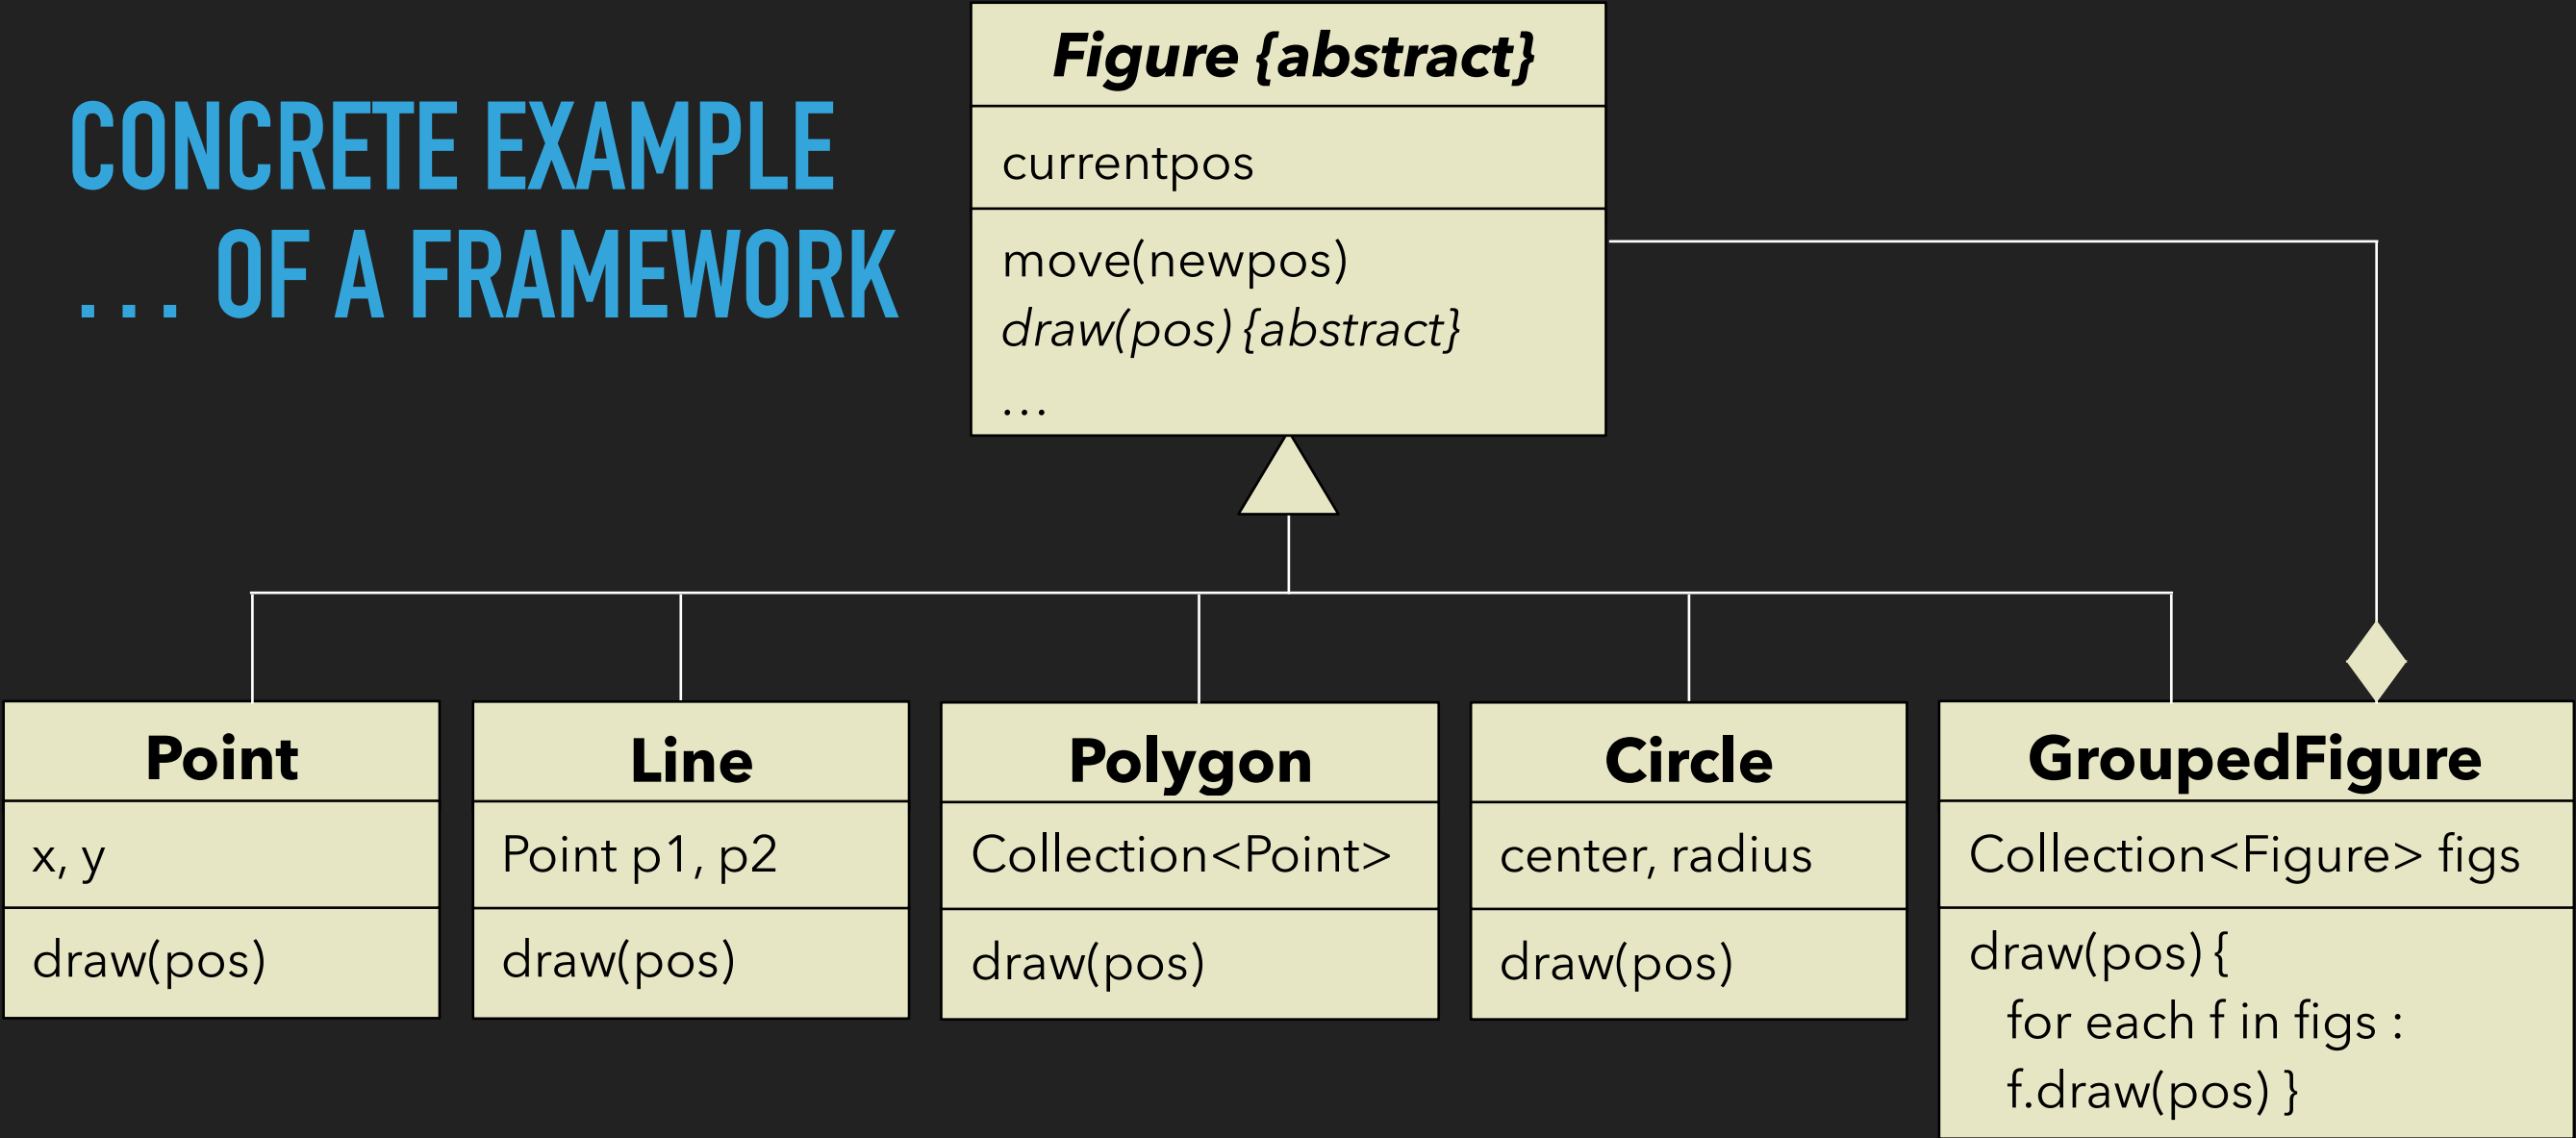 CONCRETE EXAMPLE
... OF A FRAMEWORK
Figure {abstract}
currentpos
move(newpos)
draw(pos) {abstract}
...
Point
x, y
draw(pos)
Line
Point p1, p2
draw(pos)
Polygon
Collection<Point>
draw(pos)
Circle
center, radius
draw(pos)
GroupedFigure
Collection<Figure> figs
draw(pos) {
for each f in figs :
f.draw(pos) }